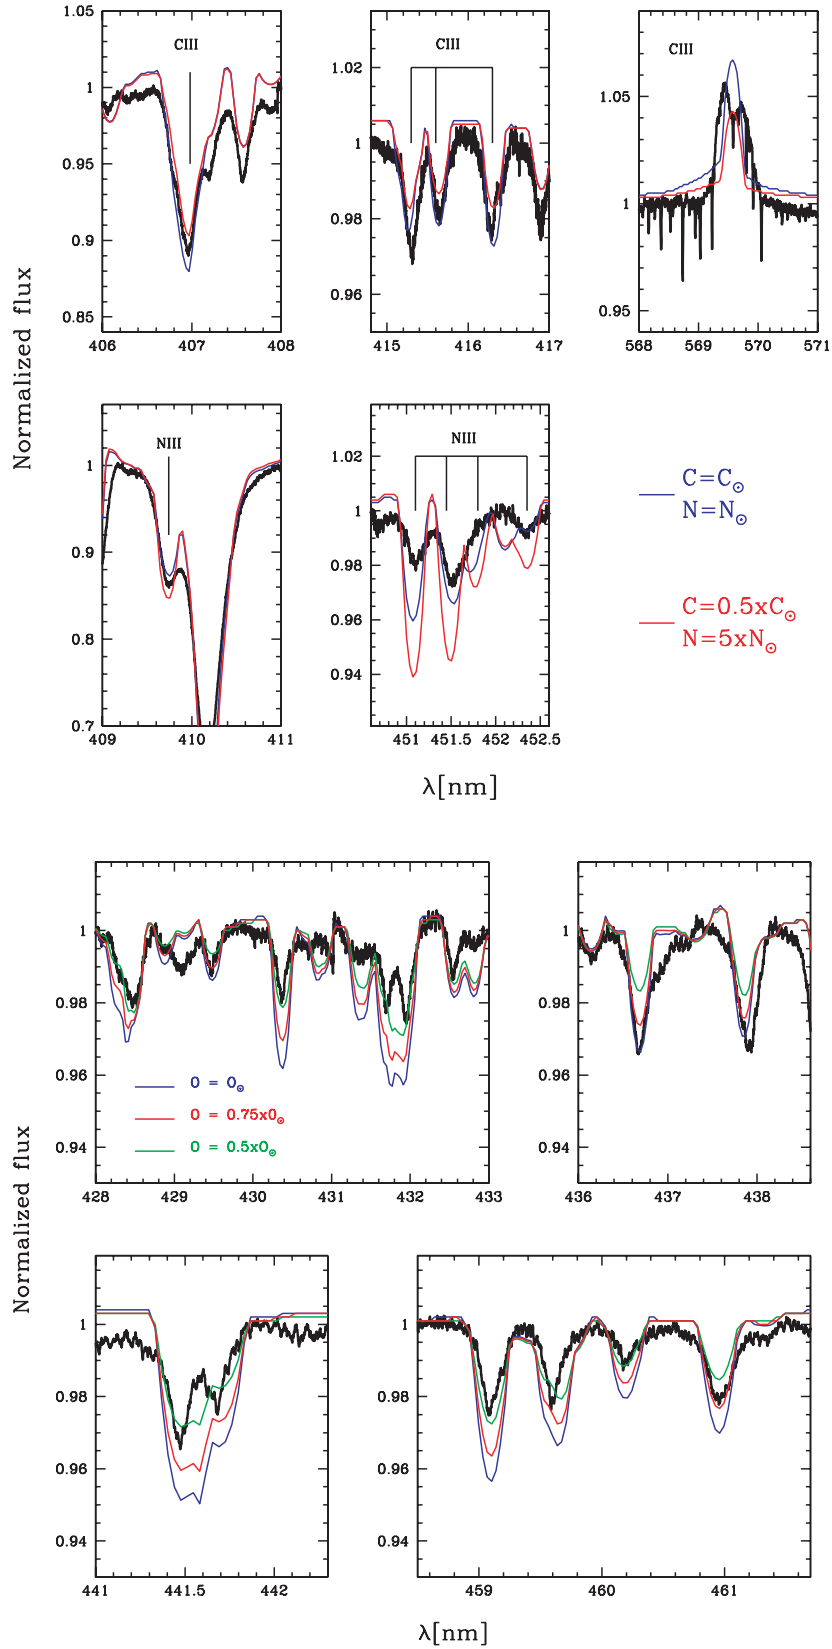 Normalized flux
1.05
1
0.95
0.9
0.85
CIII
406 407 408
1.02
1
0.98
0.96
CIII
415 416 417
1.05
1
0.95
CIII
568 569 570 571
1
0.9
0.8
0.7
NIII
409 410 411
1.02
1
0.98
0.96
0.94
NIII
451 451.5 452 452.5
C=C⊙
N=N⊙
C=0.5xC⊙
N=5xN⊙
λ[nm]
Normalized flux
1
0.98
0.96
0.94
O = O⊙
O = 0.75xO⊙
O = 0.5xO⊙
428 429 430 431 432 433
1
0.98
0.96
0.94
436 437 438
1
0.98
0.96
0.94
441 441.5 442
1
0.98
0.96
0.94
459 460 461
λ[nm]